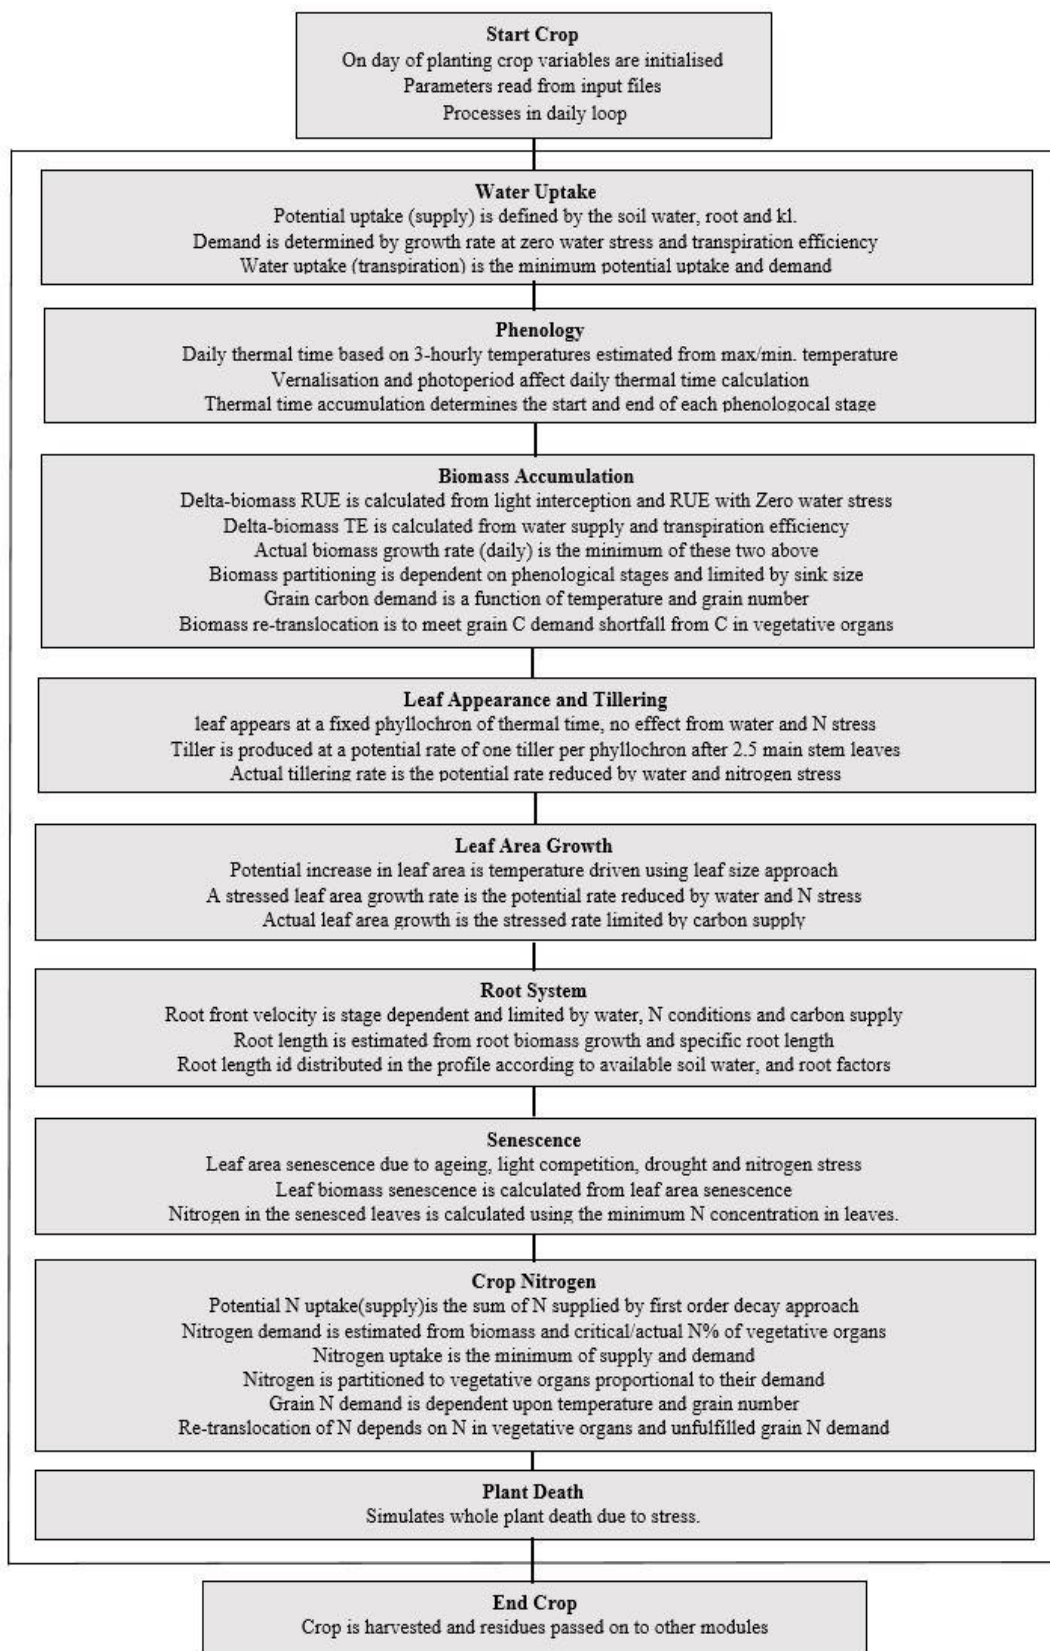 Start Crop
On day of planting crop variables are initialised
Parameters read from input files
Processes in daily loop
Water Uptake
Potential uptake (supply) is defined by the soil water, root and kl.
Demand is determined by growth rate at zero water stress and transpiration efficiency
Water uptake (transpiration) is the minimum potential uptake and demand
Phenology
Daily thermal time based on 3-hourly temperatures estimated from max/min. temperature
Vernalisation and photoperiod affect daily thermal time calculation
Thermal time accumulation determines the start and end of each phenologocal stage
Biomass Accumulation
Delta-biomass RUE is calculated from light interception and RUE with Zero water stress
Delta-biomass TE is calculated from water supply and transpiration efficiency
Actual biomass growth rate (daily) is the minimum of these two above
Biomass partitioning is dependent on phenological stages and limited by sink size
Grain carbon demand is a function of temperature and grain number
Biomass re-translocation is to meet grain C demand shortfall from C in vegetative organs
Leaf Appearance and Tillering
leaf appears at a fixed phyllochron of thermal time, no effect from water and N stress
Tiller is produced at a potential rate of one tiller per phyllochron after 2.5 main stem leaves
Actual tillering rate is the potential rate reduced by water and nitrogen stress
Leaf Area Growth
Potential increase in leaf area is temperature driven using leaf size approach
A stressed leaf area growth rate is the potential rate reduced by water and N stress
Actual leaf area growth is the stressed rate limited by carbon supply
Root System
Root front velocity is stage dependent and limited by water, N conditions and carbon supply
Root length is estimated from root biomass growth and specific root length
Root length id distributed in the profile according to available soil water, and root factors
Senescence
Leaf area senescence due to ageing, light competition, drought and nitrogen stress
Leaf biomass senescence is calculated from leaf area senescence
Nitrogen in the senesced leaves is calculated using the minimum N concentration in leaves.
Crop Nitrogen
Potential N uptake(supply)is the sum of N supplied by first order decay approach
Nitrogen demand is estimated from biomass and critical/actual N% of vegetative organs
Nitrogen uptake is the minimum of supply and demand
Nitrogen is partitioned to vegetative organs proportional to their demand
Grain N demand is dependent upon temperature and grain number
Re-translocation of N depends on N in vegetative organs and unfulfilled grain N demand
Plant Death
Simulates whole plant death due to stress.
End Crop
Crop is harvested and residues passed on to other modules